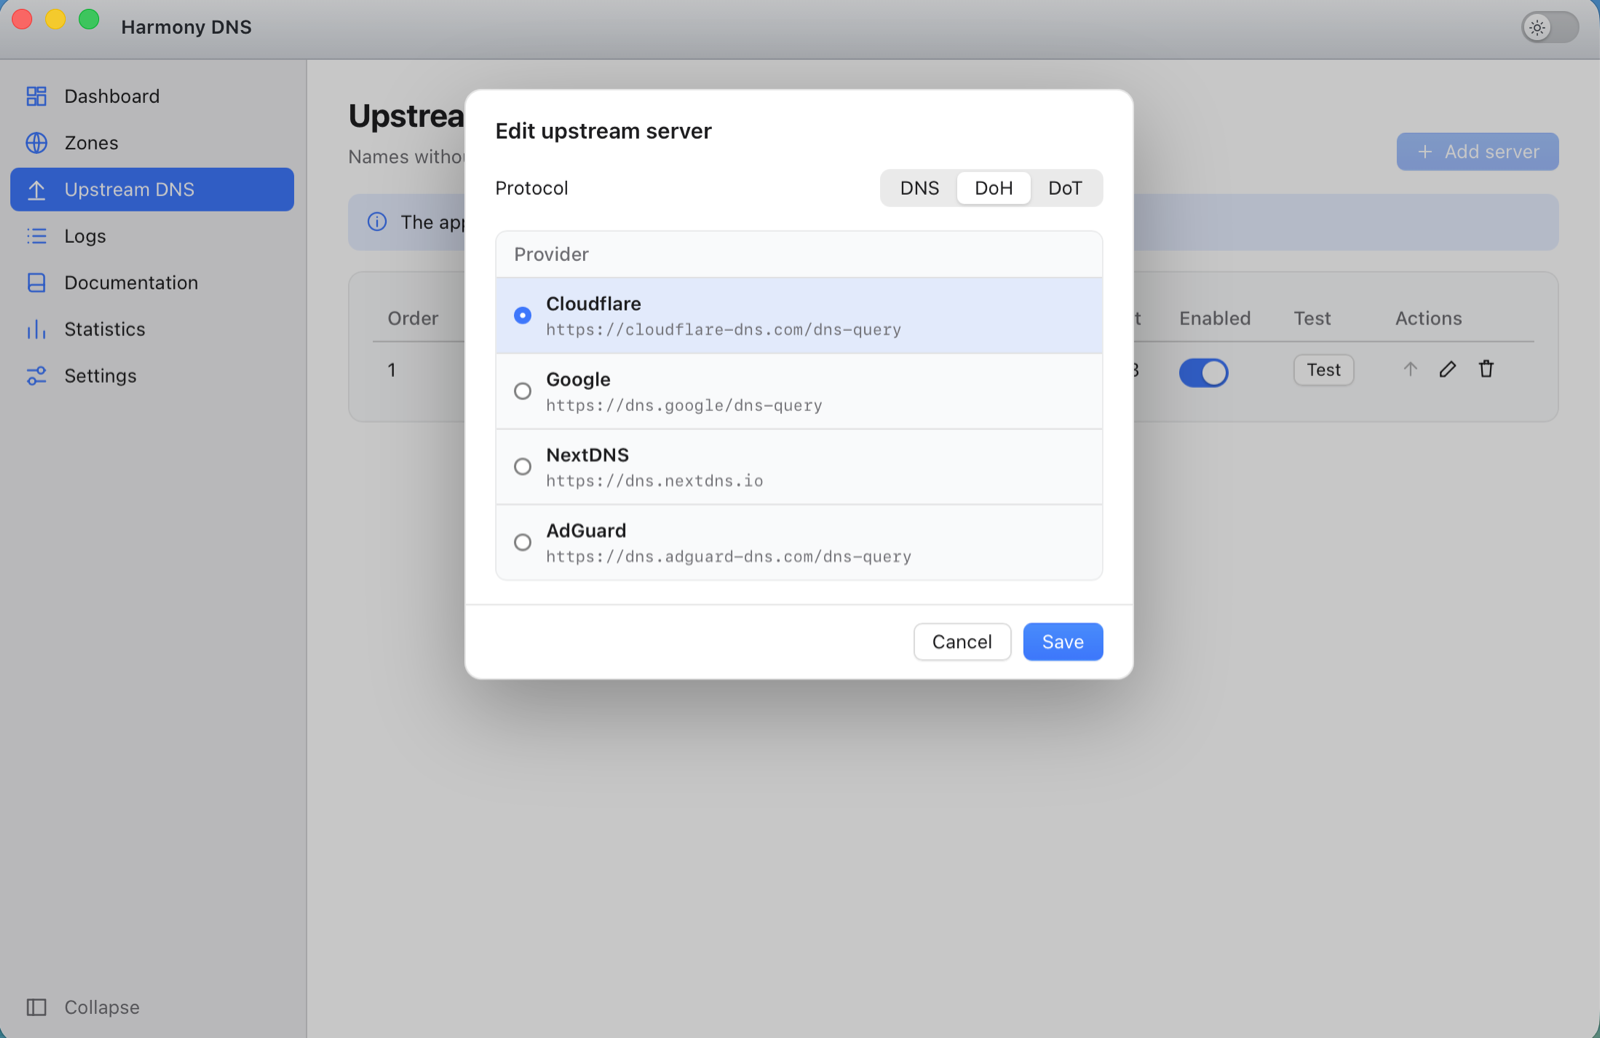 Harmony DNS
Dashboard
Zones
Upstream DNS
Logs
Documentation
Statistics
Settings
Collapse
Names
+ Add server
The
Order
Enabled
Test
Actions
1
Test
Edit upstream server
Protocol
DNS
DoH
DoT
Provider
Cloudflare
https://cloudflare-dns.com/dns-query
Google
https://dns.google/dns-query
NextDNS
https://dns.nextdns.io
AdGuard
https://dns.adguard-dns.com/dns-query
Cancel
Save